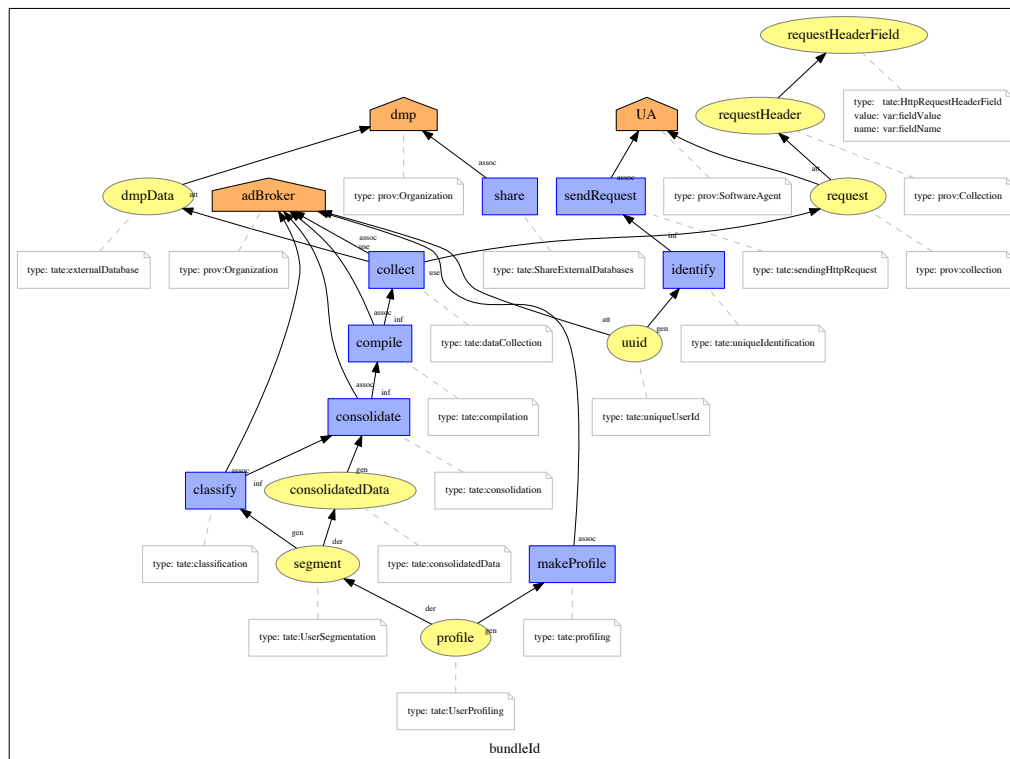 requestHeaderField
type: tate:HttpRequestHeaderField
value: var:fieldValue
name: var:fieldName
dmp
UA
requestHeader
assoc
assoc
att
att
type: prov:Organization
type: prov:SoftwareAgent
type: prov:Collection
dmpData
adBroker
share
sendRequest
request
assoc
use
inf
type: tate:externalDatabase
type: prov:Organization
collect
use
type: tate:ShareExternalDatabases
identify
type: tate:sendingHttpRequest
type: prov:collection
assoc
inf
att
gen
compile
type: tate:dataCollection
uuid
type: tate:uniqueIdentification
assoc
inf
consolidate
type: tate:compilation
type: tate:uniqueUserId
assoc
inf
gen
classify
consolidatedData
type: tate:consolidation
gen
der
assoc
type: tate:classification
segment
type: tate:consolidatedData
makeProfile
der
gen
type: tate:UserSegmentation
profile
type: tate:profiling
type: tate:UserProfiling
bundleId